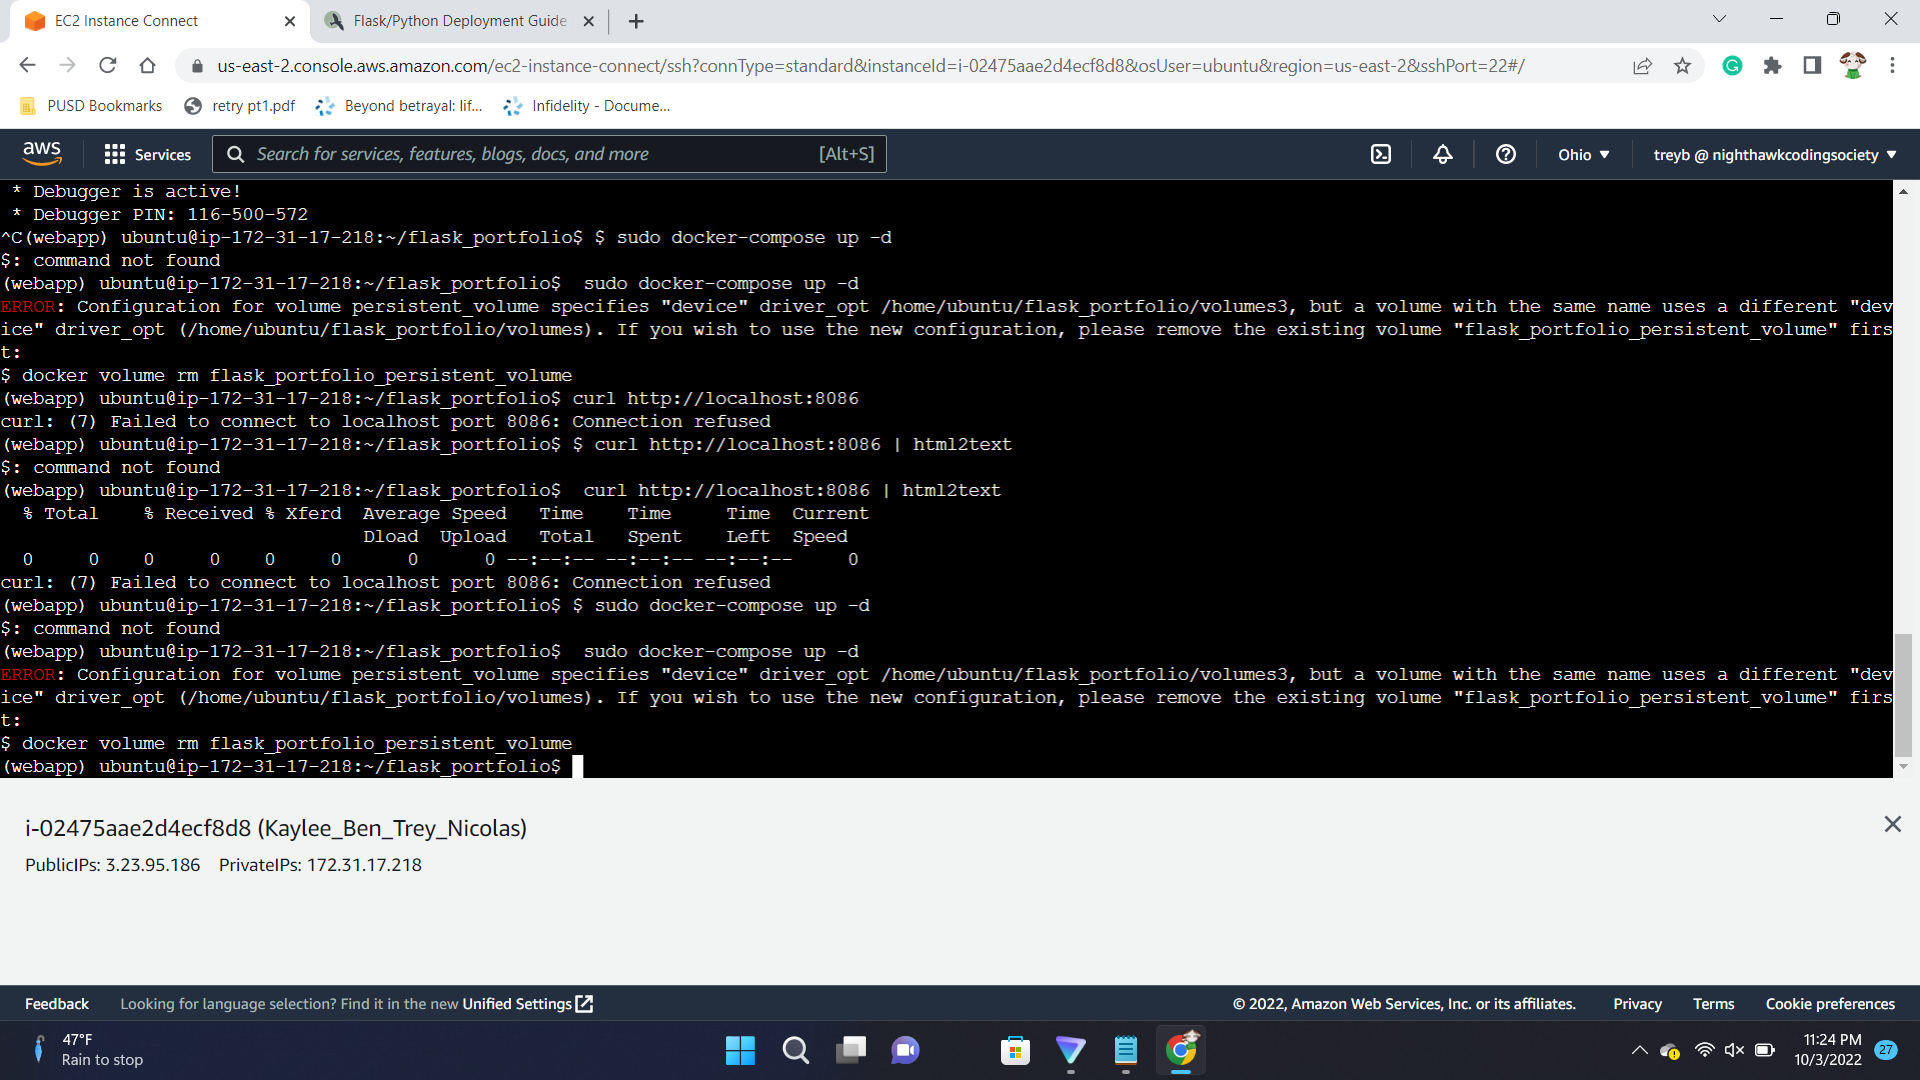 EC2 Instance Connect
Flask/Python Deployment Guide
us-east-2.console.aws.amazon.com/ec2-instance-connect/ssh?connType=standard&instanceId=i-02475aae2d4ecf8d8&osUser=ubuntu&region=us-east-2&sshPort=22#/
PUSD Bookmarks
retry pt1.pdf
Beyond betrayal: lif...
Infidelity - Docume...
aws
Services
Search for services, features, blogs, docs, and more
[Alt+S]
Ohio ▼
treyb @ nighthawkcodingsociety ▼
 * Debugger is active!
 * Debugger PIN: 116-500-572
^C(webapp) ubuntu@ip-172-31-17-218:~/flask_portfolio$ $ sudo docker-compose up -d
$: command not found
(webapp) ubuntu@ip-172-31-17-218:~/flask_portfolio$  sudo docker-compose up -d
ERROR: Configuration for volume persistent_volume specifies "device" driver_opt /home/ubuntu/flask_portfolio/volumes3, but a volume with the same name uses a different "dev
ice" driver_opt (/home/ubuntu/flask_portfolio/volumes). If you wish to use the new configuration, please remove the existing volume "flask_portfolio_persistent_volume" firs
t:
$ docker volume rm flask_portfolio_persistent_volume
(webapp) ubuntu@ip-172-31-17-218:~/flask_portfolio$ curl http://localhost:8086
curl: (7) Failed to connect to localhost port 8086: Connection refused
(webapp) ubuntu@ip-172-31-17-218:~/flask_portfolio$ $ curl http://localhost:8086 | html2text
$: command not found
(webapp) ubuntu@ip-172-31-17-218:~/flask_portfolio$  curl http://localhost:8086 | html2text
  % Total    % Received % Xferd  Average Speed   Time    Time     Time  Current
                                 Dload  Upload   Total   Spent    Left  Speed
  0     0    0     0    0     0      0      0 --:--:-- --:--:-- --:--:--     0
curl: (7) Failed to connect to localhost port 8086: Connection refused
(webapp) ubuntu@ip-172-31-17-218:~/flask_portfolio$ $ sudo docker-compose up -d
$: command not found
(webapp) ubuntu@ip-172-31-17-218:~/flask_portfolio$  sudo docker-compose up -d
ERROR: Configuration for volume persistent_volume specifies "device" driver_opt /home/ubuntu/flask_portfolio/volumes3, but a volume with the same name uses a different "dev
ice" driver_opt (/home/ubuntu/flask_portfolio/volumes). If you wish to use the new configuration, please remove the existing volume "flask_portfolio_persistent_volume" firs
t:
$ docker volume rm flask_portfolio_persistent_volume
(webapp) ubuntu@ip-172-31-17-218:~/flask_portfolio$
i-02475aae2d4ecf8d8 (Kaylee_Ben_Trey_Nicolas)
PublicIPs: 3.23.95.186    PrivateIPs: 172.31.17.218
Feedback
Looking for language selection? Find it in the new Unified Settings
© 2022, Amazon Web Services, Inc. or its affiliates.
Privacy
Terms
Cookie preferences
47°F
Rain to stop
11:24 PM
10/3/2022
27